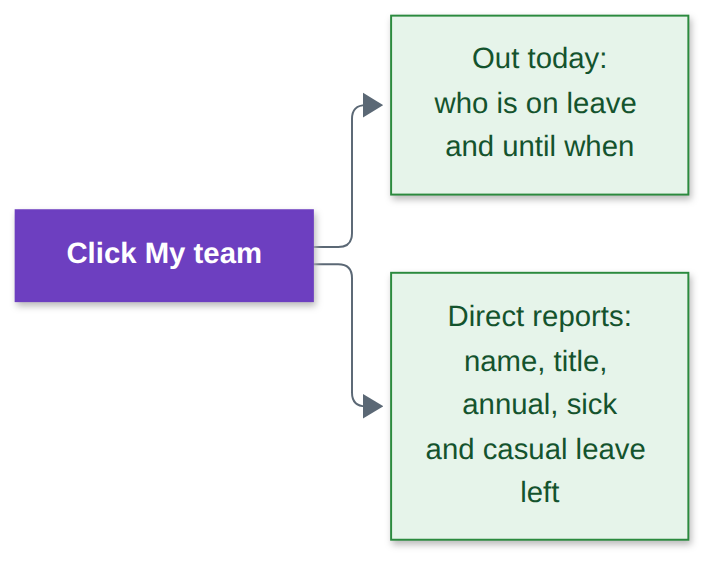 Click My team
Out today:
who is on leave
and until when
Direct reports:
name, title,
annual, sick
and casual leave
left